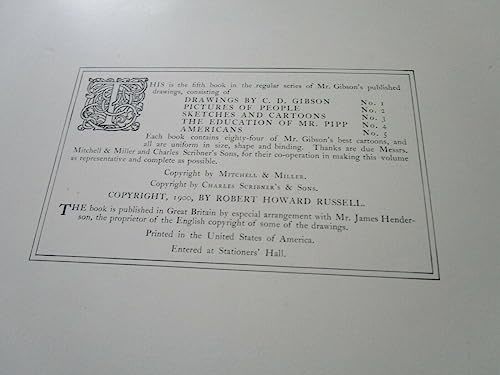 THIS is the fifth book in the regular series of Mr. Gibson's published
drawings, consisting of
DRAWINGS BY C. D. GIBSON No. 1
PICTURES OF PEOPLE No. 2
SKETCHES AND CARTOONS No. 3
THE EDUCATION OF MR. PIPP No. 4
AMERICANS No. 5
Each book contains eighty-four of Mr. Gibson's best cartoons, and
all are uniform in size, shape and binding. Thanks are due Messrs.
Mitchell & Miller and Charles Scribner's Sons, for their co-operation in making this volume
as representative and complete as possible.
Copyright by MITCHELL & MILLER.
Copyright by CHARLES SCRIBNER'S & SONS.
COPYRIGHT, 1900, BY ROBERT HOWARD RUSSELL.
THE book is published in Great Britain by special arrangement with Mr. James Hender-
son, the proprietor of the English copyright of some of the drawings.
Printed in the United States of America.
Entered at Stationers' Hall.